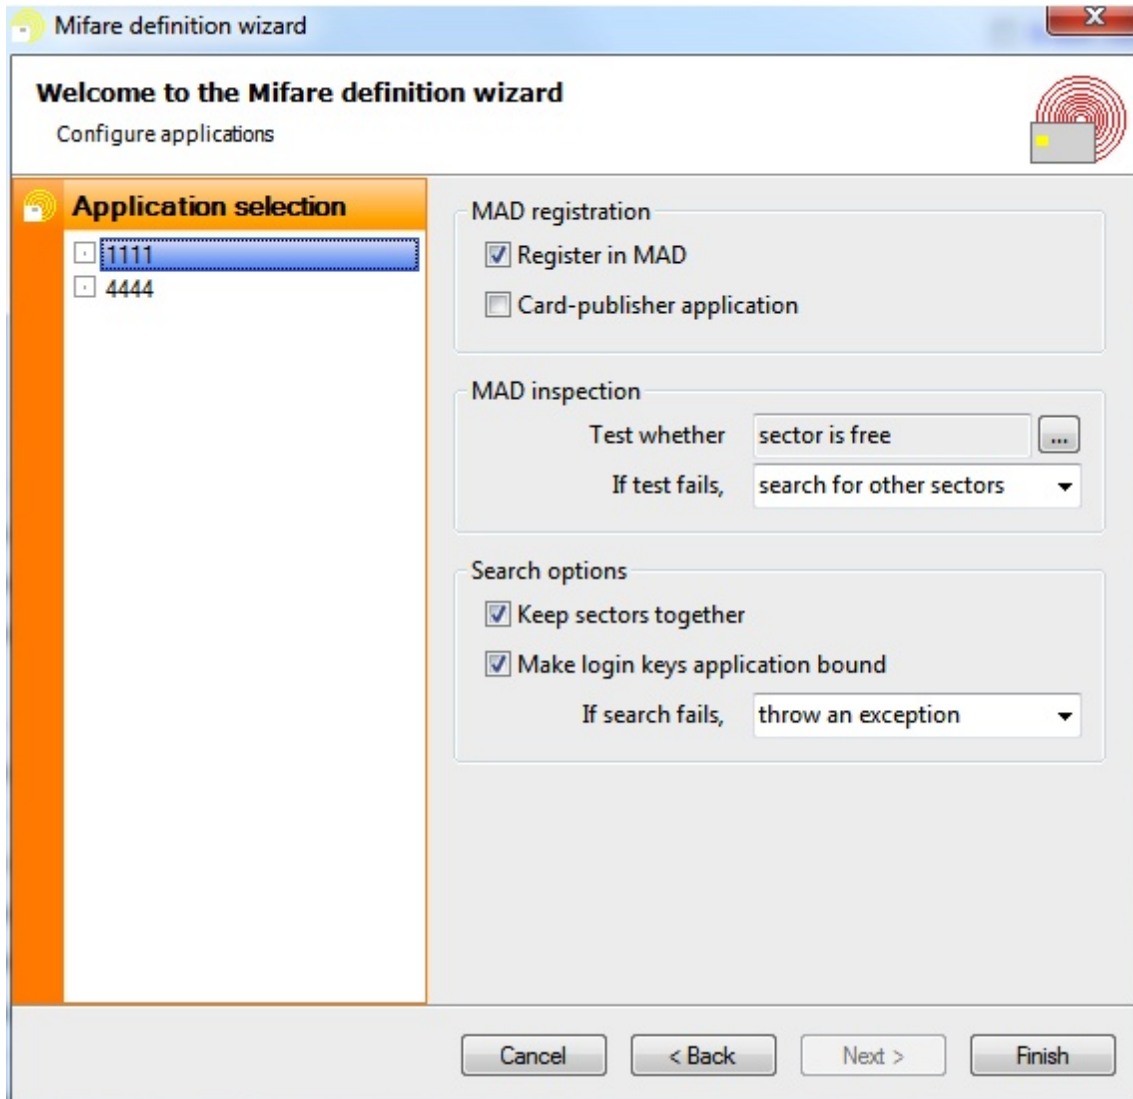 Mifare definition wizard
X
Welcome to the Mifare definition wizard
Configure applications
Application selection
1111
4444
MAD registration
Register in MAD
Card-publisher application
MAD inspection
Test whether sector is free ...
If test fails, search for other sectors
Search options
Keep sectors together
Make login keys application bound
If search fails, throw an exception
Cancel < Back Next > Finish